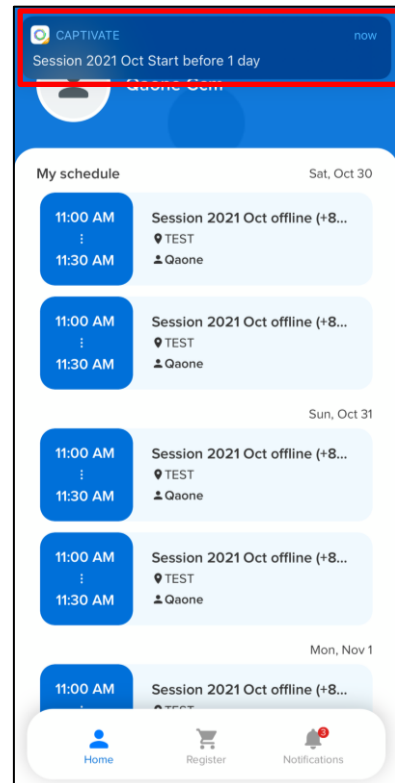 CAPTIVATE now
Session 2021 Oct Start before 1 day
Qaone Gem
My schedule Sat, Oct 30
11:00 AM
11:30 AM
Session 2021 Oct offline (+8...
TEST
Qaone
11:00 AM
11:30 AM
Session 2021 Oct offline (+8...
TEST
Qaone
Sun, Oct 31
11:00 AM
11:30 AM
Session 2021 Oct offline (+8...
TEST
Qaone
11:00 AM
11:30 AM
Session 2021 Oct offline (+8...
TEST
Qaone
Mon, Nov 1
11:00 AM
Session 2021 Oct offline (+8...
TEST
3
Home Register Notifications